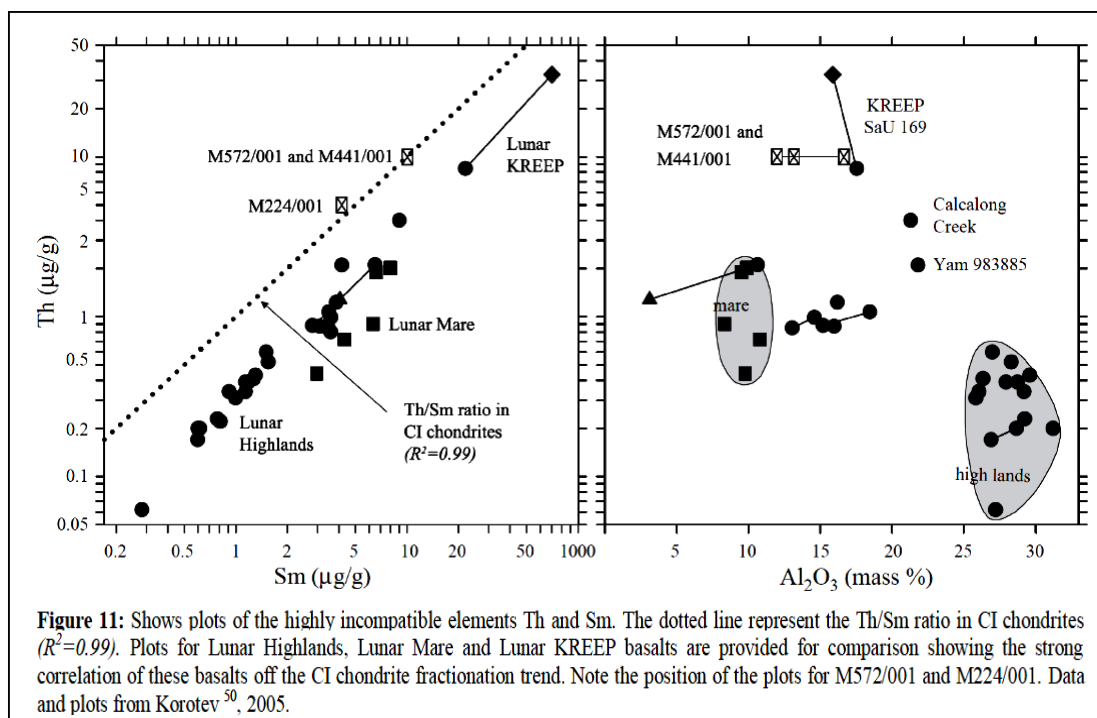 50
20
10
5
2
1
0.5
0.2
0.1
0.05
Th (µg/g)
M572/001 and M441/001
M224/001
Lunar
KREEP
Lunar Mare
Lunar
Highlands
Th/Sm ratio in
CI chondrites
(R²=0.99)
0.2 0.5 1 2 5 10 20 50 1000
Sm (µg/g)
KREEP
SaU 169
M572/001 and
M441/001
Calcalong
Creek
Yam 983885
mare
high lands
5 10 15 20 25 30
Al₂O₃ (mass %)
Figure 11: Shows plots of the highly incompatible elements Th and Sm. The dotted line represent the Th/Sm ratio in CI chondrites
(R²=0.99). Plots for Lunar Highlands, Lunar Mare and Lunar KREEP basalts are provided for comparison showing the strong
correlation of these basalts off the CI chondrite fractionation trend. Note the position of the plots for M572/001 and M224/001. Data
and plots from Korotev ⁵⁰, 2005.